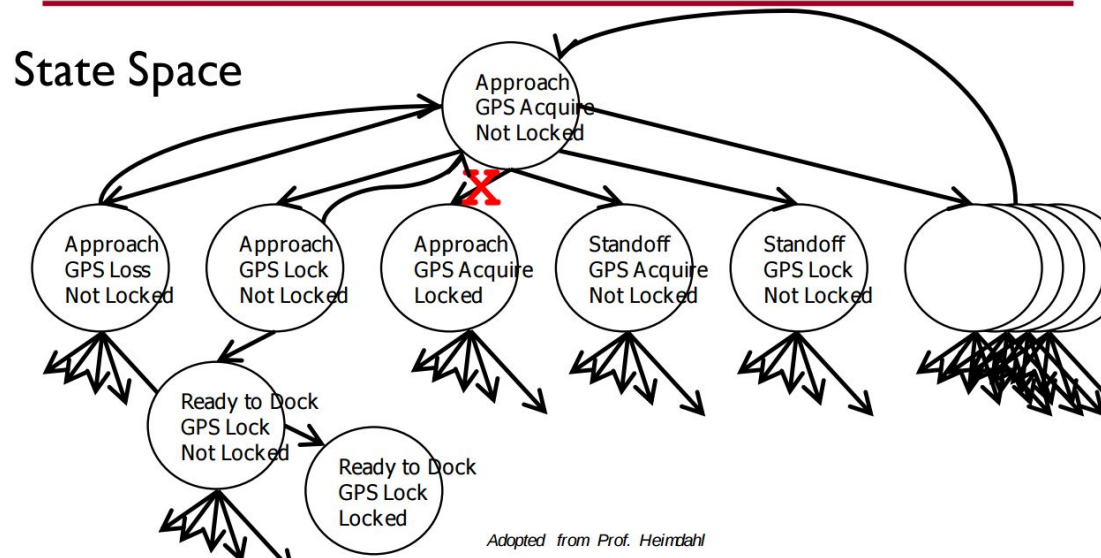 State Space
Approach
GPS Acquire
Not Locked
X
Approach
GPS Loss
Not Locked
Approach
GPS Lock
Not Locked
Approach
GPS Acquire
Locked
Standoff
GPS Acquire
Not Locked
Standoff
GPS Lock
Not Locked
Ready to Dock
GPS Lock
Not Locked
Ready to Dock
GPS Lock
Locked
Adopted from Prof. Heimdahl